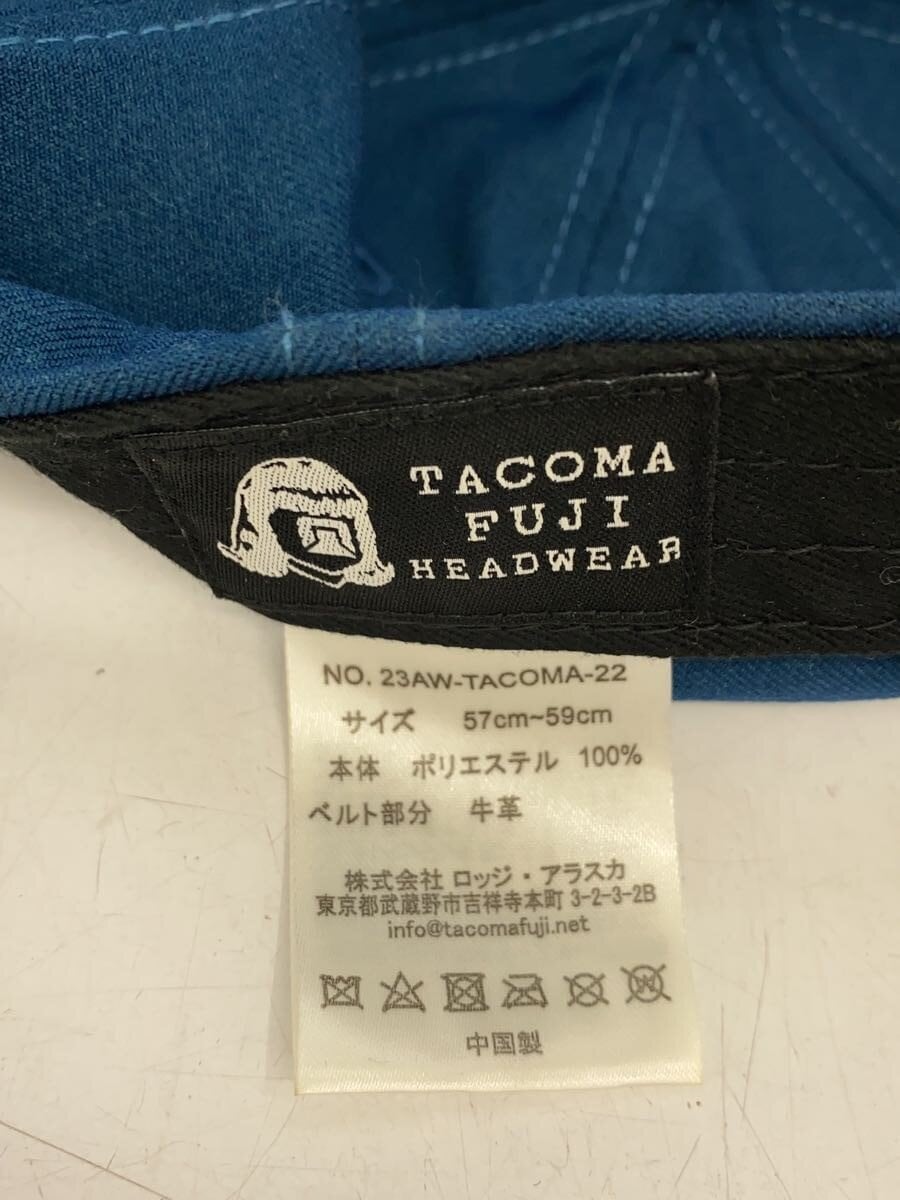 TACOMA
FUJI
HEADWEAR
NO. 23AW-TACOMA-22
サイズ 57cm~59cm
本体 ポリエステル 100%
ベルト部分 牛革
株式会社 ロッジ・アラスカ
東京都武蔵野市吉祥寺本町 3-2-3-2B
info@tacomafuji.net
中国製